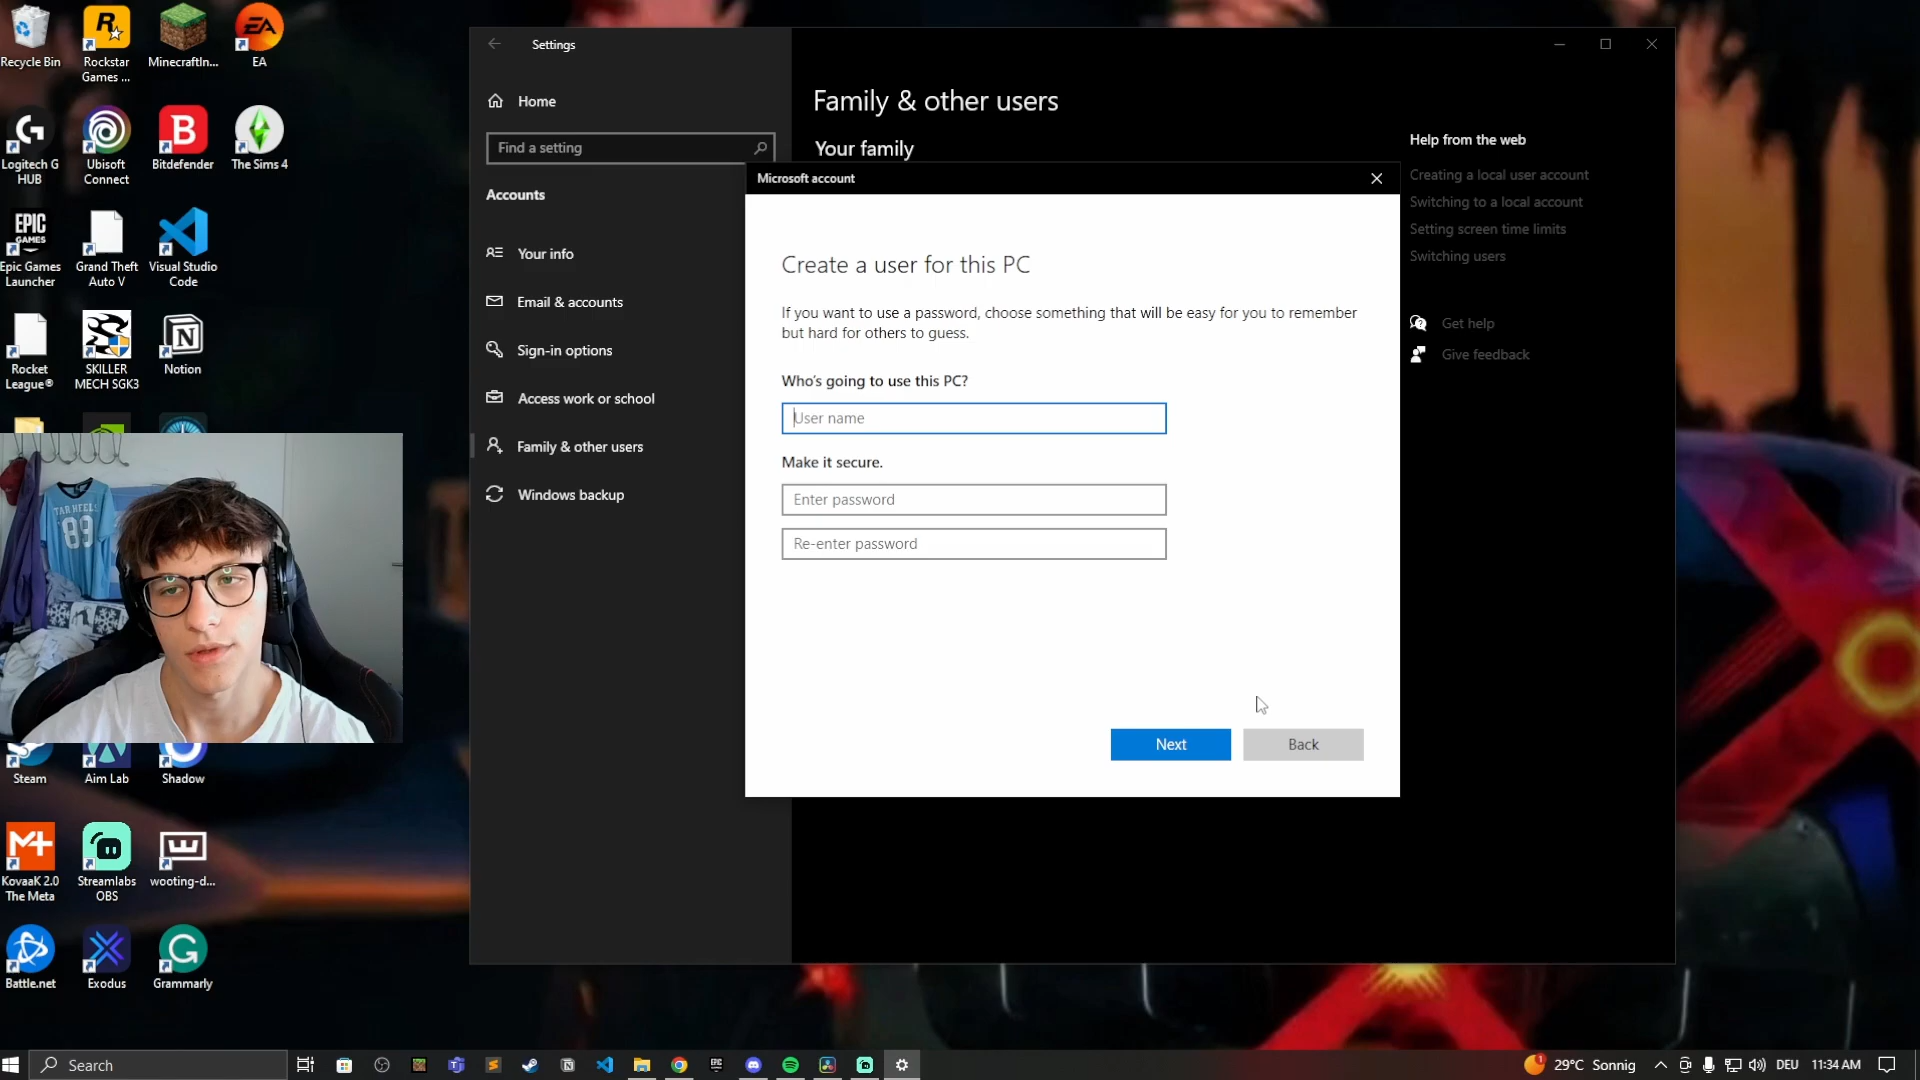 Recycle Bin
Rockstar
Games ...
MinecraftIn...
EA
Logitech G
HUB
Ubisoft
Connect
Bitdefender
The Sims 4
EPIC
GAMES
Epic Games
Launcher
Grand Theft
Auto V
Visual Studio
Code
Rocket
League®
SKILLER
MECH SGK3
Notion
TAR HEELS
89
Steam
Aim Lab
Shadow
KovaaK 2.0
The Meta
Streamlabs
OBS
wooting-d...
Battle.net
Exodus
Grammarly
Settings
Home
Find a setting
Accounts
Your info
Email & accounts
Sign-in options
Access work or school
Family & other users
Windows backup
Family & other users
Your family
Microsoft account
Create a user for this PC
If you want to use a password, choose something that will be easy for you to remember
but hard for others to guess.
Who's going to use this PC?
User name
Make it secure.
Enter password
Re-enter password
Next
Back
Help from the web
Creating a local user account
Switching to a local account
Setting screen time limits
Switching users
Get help
Give feedback
Search
EPIC
1
29°C Sonnig
DEU
11:34 AM